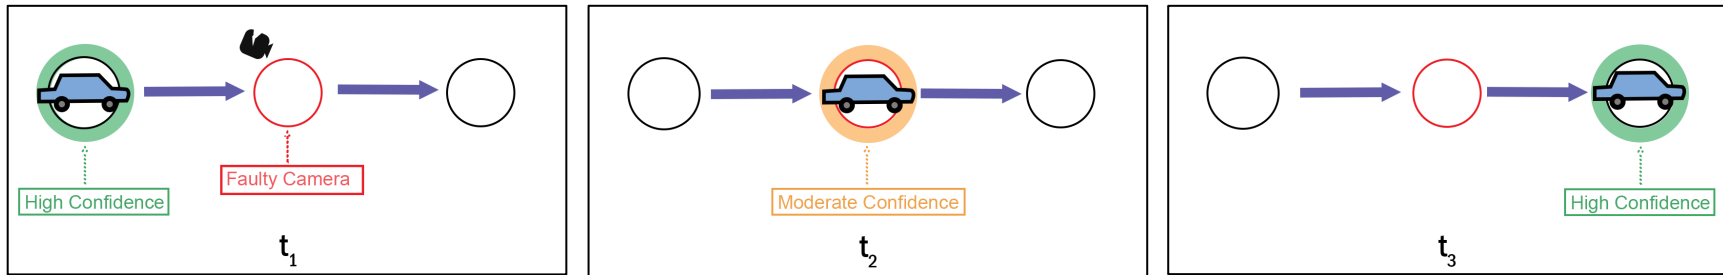 Faulty Camera
High Confidence
t1
Moderate Confidence
t2
High Confidence
t3